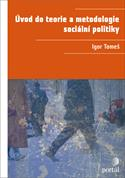 Úvod do teorie a metodologie
sociální politiky
Igor Tomeš
portál